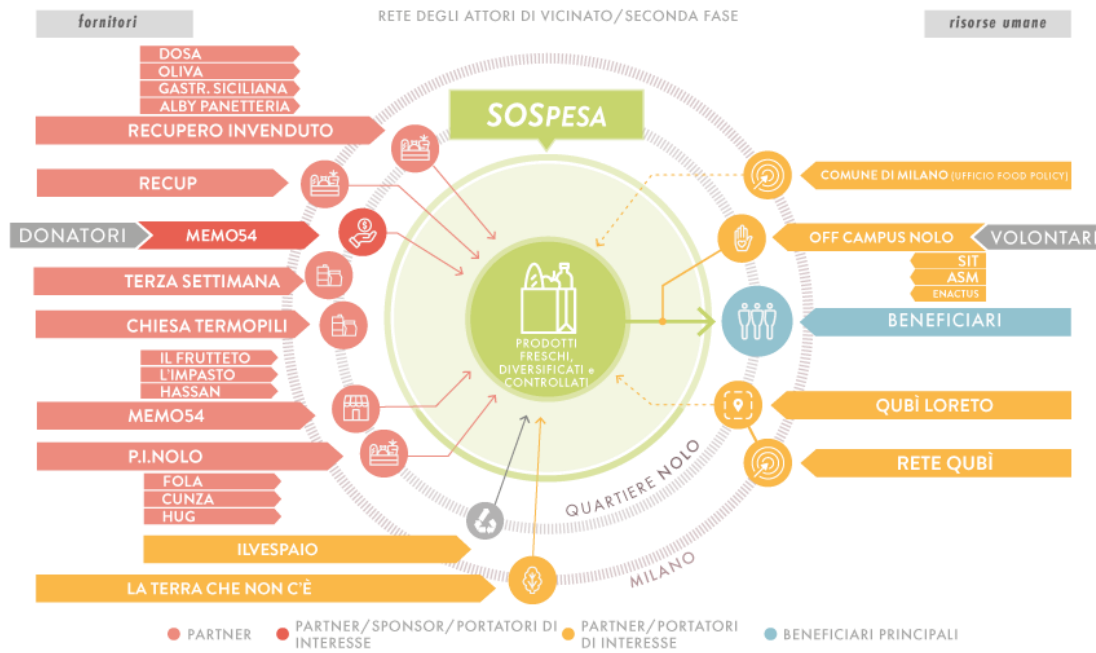 RETE DEGLI ATTORI DI VICINATO/SECONDA FASE
fornitori
risorse umane
DOSA
OLIVA
GASTR. SICILIANA
ALBY PANETTERIA
RECUPERO INVENDUTO
RECUP
DONATORI
MEMO54
TERZA SETTIMANA
CHIESA TERMOPILI
IL FRUTTETO
L'IMPASTO
HASSAN
MEMO54
P.I.NOLO
FOLA
CUNZA
HUG
ILVESPAIO
LA TERRA CHE NON C'È
SOSPESA
PRODOTTI
FRESCHI,
DIVERSIFICATI e
CONTROLLATI
QUARTIERE NOLO
MILANO
COMUNE DI MILANO (UFFICIO FOOD POLICY)
OFF CAMPUS NOLO
VOLONTARI
SIT
ASM
ENACTUS
BENEFICIARI
QUBÌ LORETO
RETE QUBÌ
PARTNER
PARTNER/SPONSOR/PORTATORI DI
INTERESSE
PARTNER/PORTATORI
DI INTERESSE
BENEFICIARI PRINCIPALI